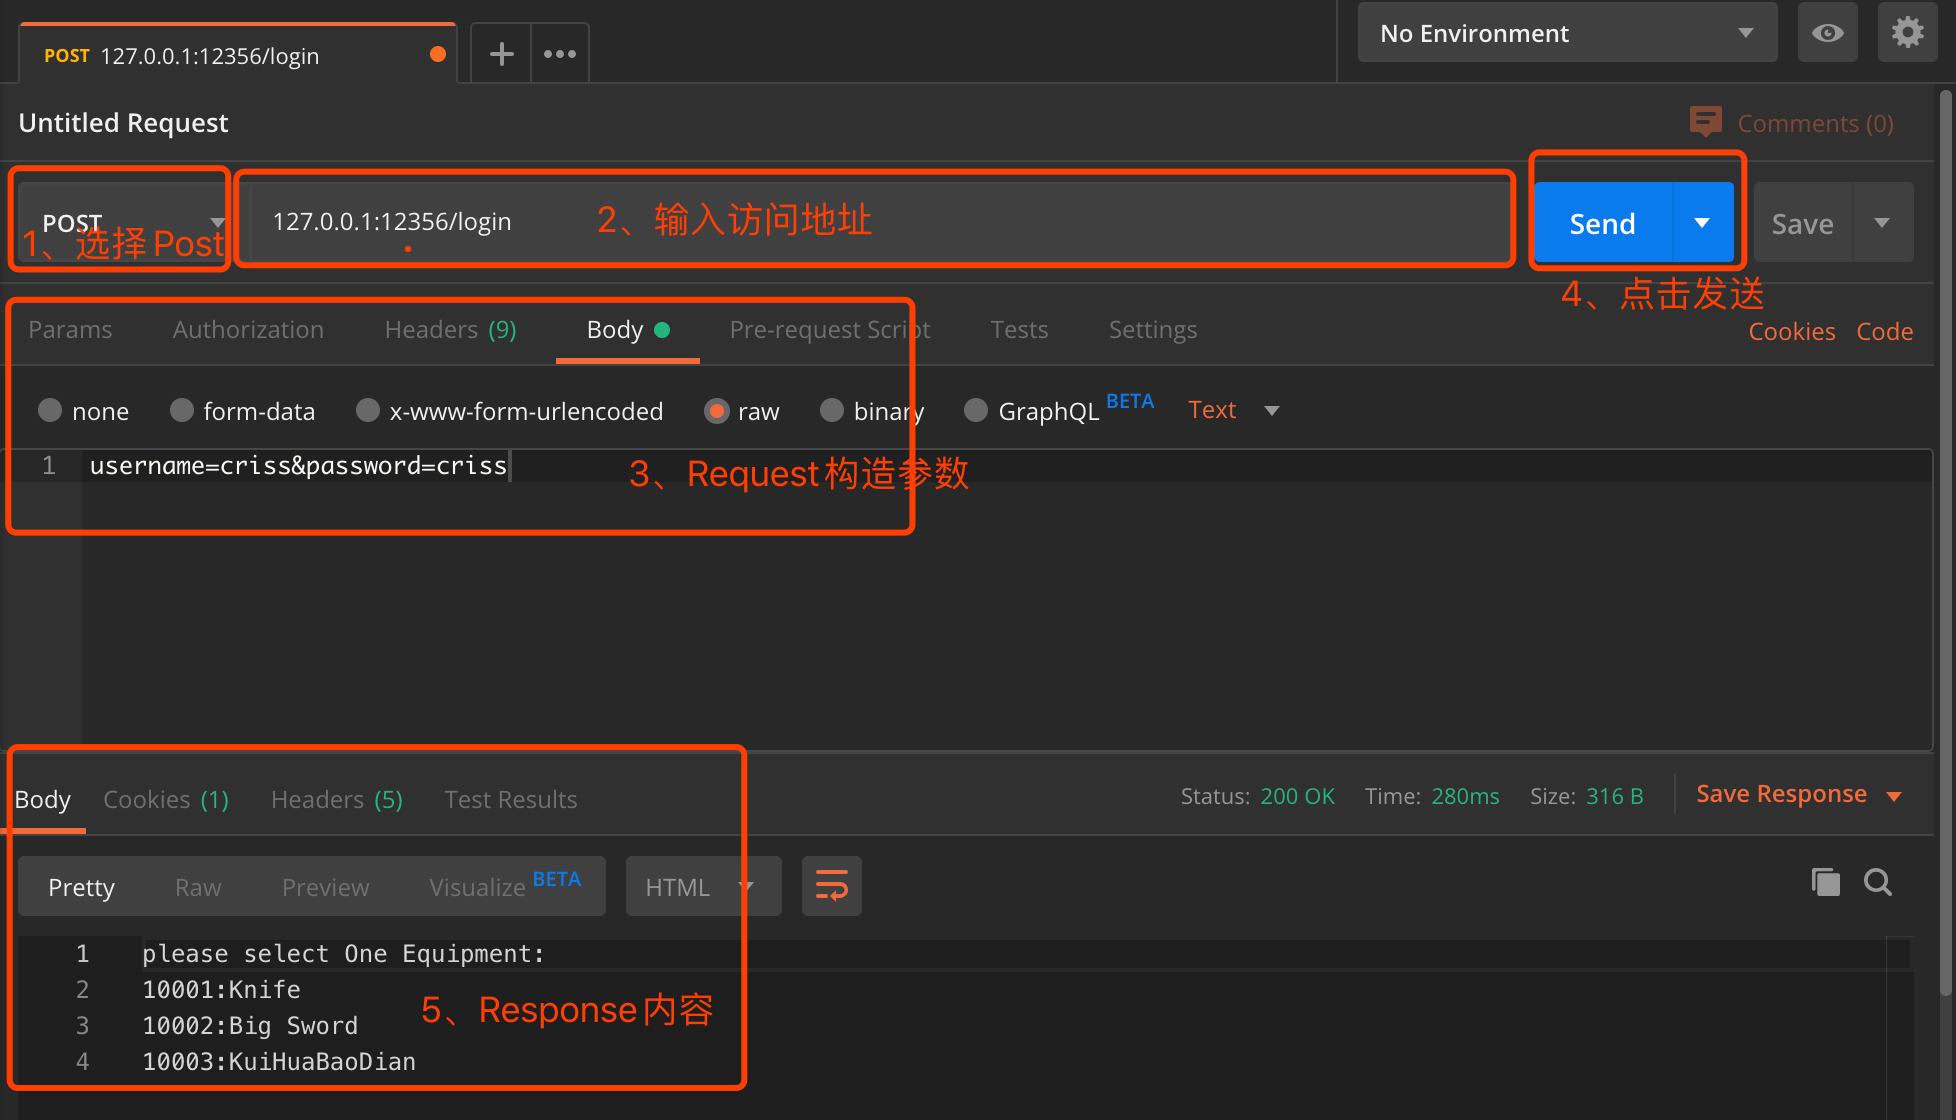 POST 127.0.0.1:12356/login
No Environment
Untitled Request
Comments (0)
POST
1、选择Post
127.0.0.1:12356/login
2、输入访问地址
Send
Save
4、点击发送
Params Authorization Headers (9) Body Pre-request Script Tests Settings
Cookies Code
none form-data x-www-form-urlencoded raw binary GraphQL BETA Text
1 username=criss&password=criss
3、Request构造参数
Body Cookies (1) Headers (5) Test Results
Status: 200 OK Time: 280ms Size: 316 B Save Response
Pretty Raw Preview Visualize BETA HTML
1 please select One Equipment:
2 10001:Knife
3 10002:Big Sword
4 10003:KuiHuaBaoDian
5、Response内容